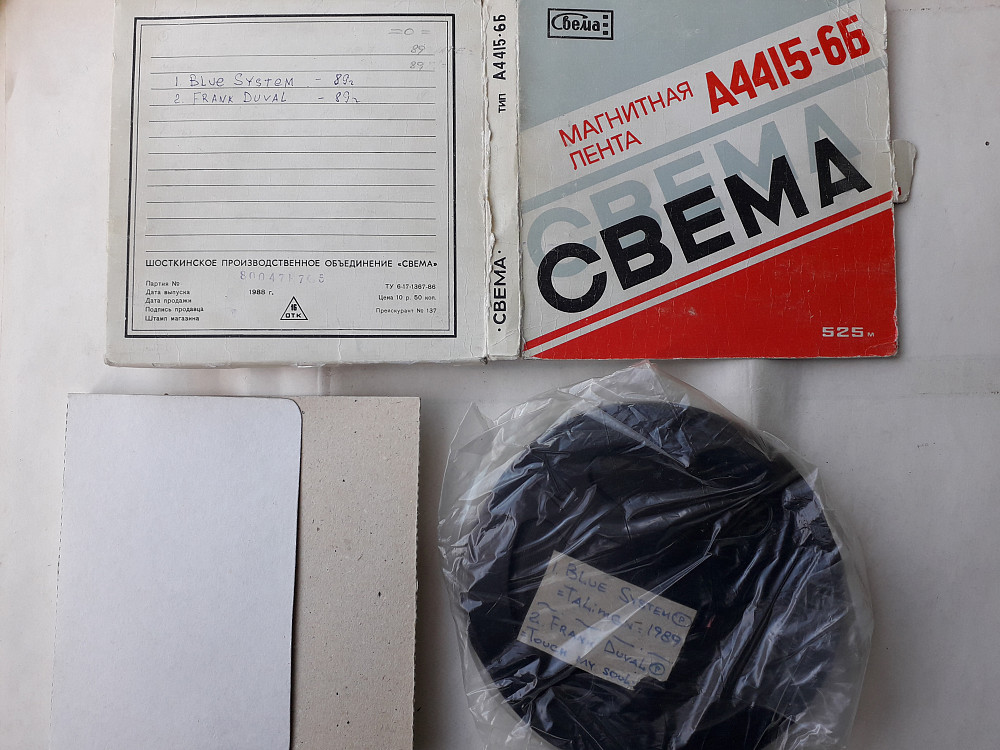 89
89
1 Blue System - 89г
2. Frank Duval - 89г
ШОСТКИНСКОЕ ПРОИЗВОДСТВЕННОЕ ОБЪЕДИНЕНИЕ «СВЕМА»
Партия №
Дата выпуска 1988 г.
Дата продажи
Подпись продавца
Штамп магазина
16
ОТК
ТУ 6-17-1367-86
Цена 10 р. 50 коп.
Прейскурант № 137
·СВЕМА· ТИП А4415-6Б
Свема
МАГНИТНАЯ
ЛЕНТА
А4415-6Б
СВЕМА
СВЕМА
525 м
1. Blue System (P)
1989
2. Frank Duval (P)
=Touch my soul